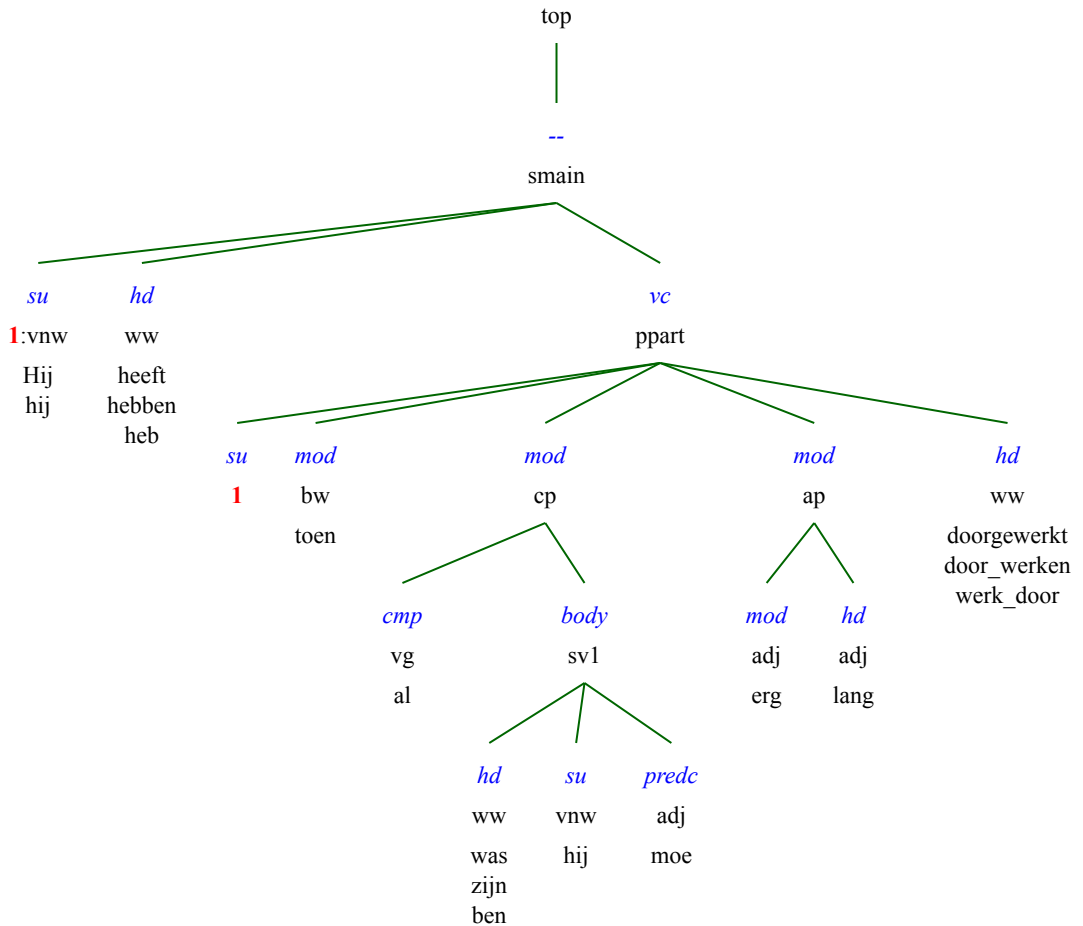 top
--
smain
su hd vc
1:vnw ww ppart
Hij heeft
hij hebben
heb
su mod mod mod hd
1 bw cp ap ww
toen doorgewerkt
door_werken
werk_door
cmp body mod hd
vg sv1 adj adj
al erg lang
hd su predc
ww vnw adj
was hij moe
zijn
ben